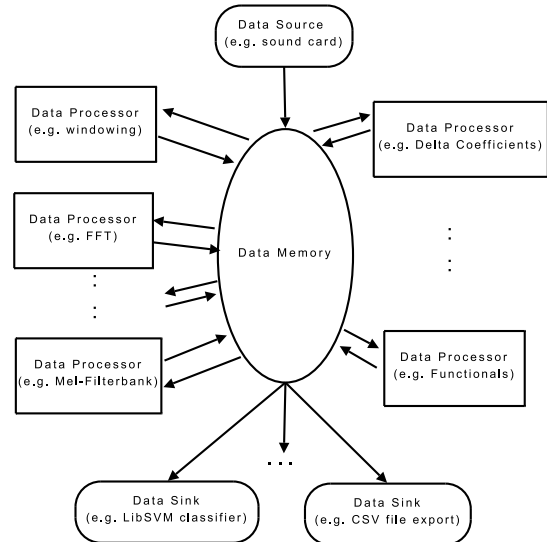 Data Source
(e.g. sound card)
Data Processor
(e.g. windowing)
Data Processor
(e.g. Delta Coefficients)
Data Processor
(e.g. FFT)
Data Memory
Data Processor
(e.g. Mel-Filterbank)
Data Processor
(e.g. Functionals)
...
Data Sink
(e.g. LibSVM classifier)
Data Sink
(e.g. CSV file export)